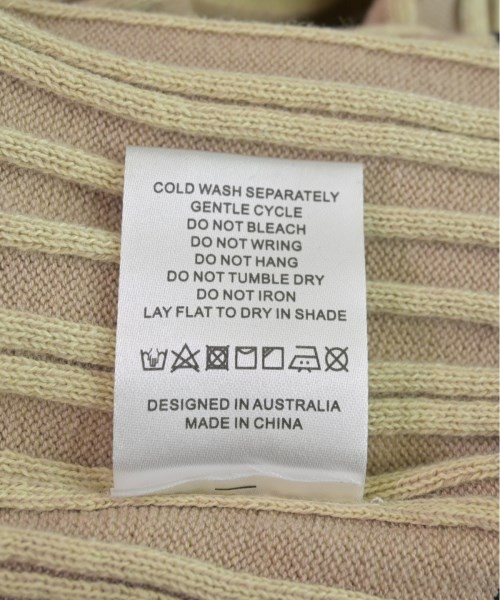 COLD WASH SEPARATELY
GENTLE CYCLE
DO NOT BLEACH
DO NOT WRING
DO NOT HANG
DO NOT TUMBLE DRY
DO NOT IRON
LAY FLAT TO DRY IN SHADE
DESIGNED IN AUSTRALIA
MADE IN CHINA